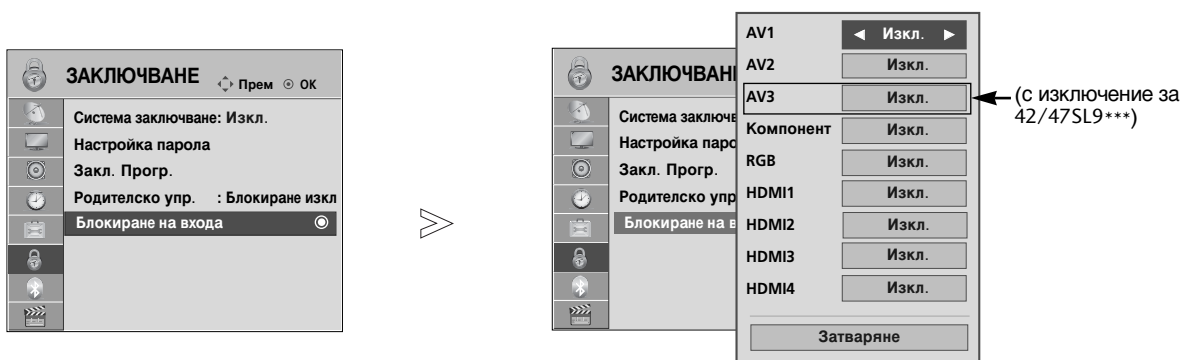 ЗАКЛЮЧВАНЕ Прем ОК
Система заключване: Изкл.
Настройка парола
Закл. Прогр.
Родителско упр. : Блокиране изкл
Блокиране на входа
ЗАКЛЮЧВАН
Система заключв
Настройка паро
Закл. Прогр.
Родителско упр
Блокиране на в
AV1 ◀ Изкл. ▶
AV2 Изкл.
AV3 Изкл.
Компонент Изкл.
RGB Изкл.
HDMI1 Изкл.
HDMI2 Изкл.
HDMI3 Изкл.
HDMI4 Изкл.
Затваряне
(с изключение за
42/47SL9***)